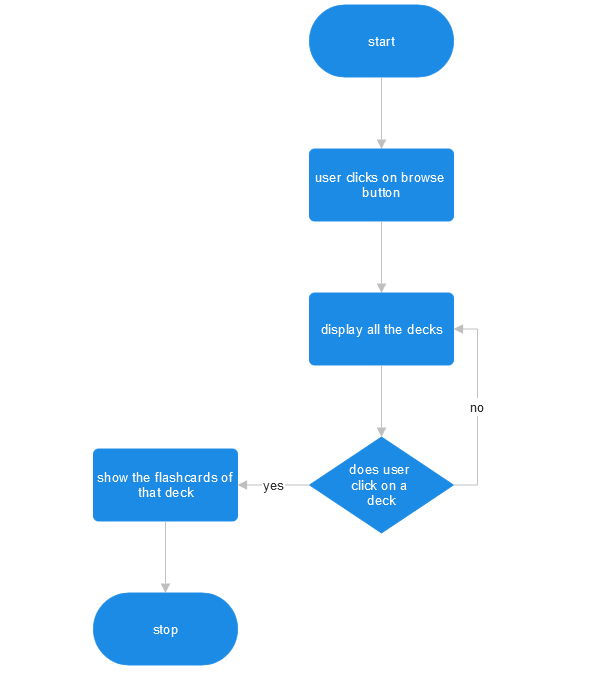 start
user clicks on browse
button
display all the decks
no
does user
click on a
deck
yes
show the flashcards of
that deck
stop